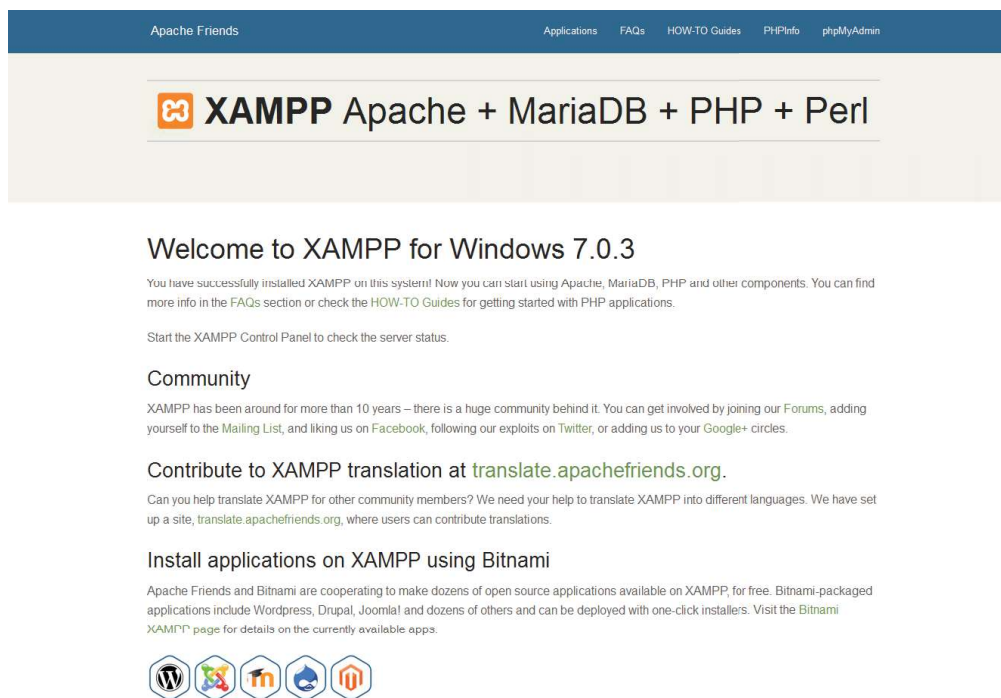 Apache Friends
Applications FAQs HOW-TO Guides PHPInfo phpMyAdmin
XAMPP Apache + MariaDB + PHP + Perl
Welcome to XAMPP for Windows 7.0.3
You have successfully installed XAMPP on this system! Now you can start using Apache, MariaDB, PHP and other components. You can find
more info in the FAQs section or check the HOW-TO Guides for getting started with PHP applications.
Start the XAMPP Control Panel to check the server status.
Community
XAMPP has been around for more than 10 years – there is a huge community behind it. You can get involved by joining our Forums, adding
yourself to the Mailing List, and liking us on Facebook, following our exploits on Twitter, or adding us to your Google+ circles.
Contribute to XAMPP translation at translate.apachefriends.org.
Can you help translate XAMPP for other community members? We need your help to translate XAMPP into different languages. We have set
up a site, translate.apachefriends.org, where users can contribute translations.
Install applications on XAMPP using Bitnami
Apache Friends and Bitnami are cooperating to make dozens of open source applications available on XAMPP, for free. Bitnami-packaged
applications include Wordpress, Drupal, Joomla! and dozens of others and can be deployed with one-click installers. Visit the Bitnami
XAMPP page for details on the currently available apps.